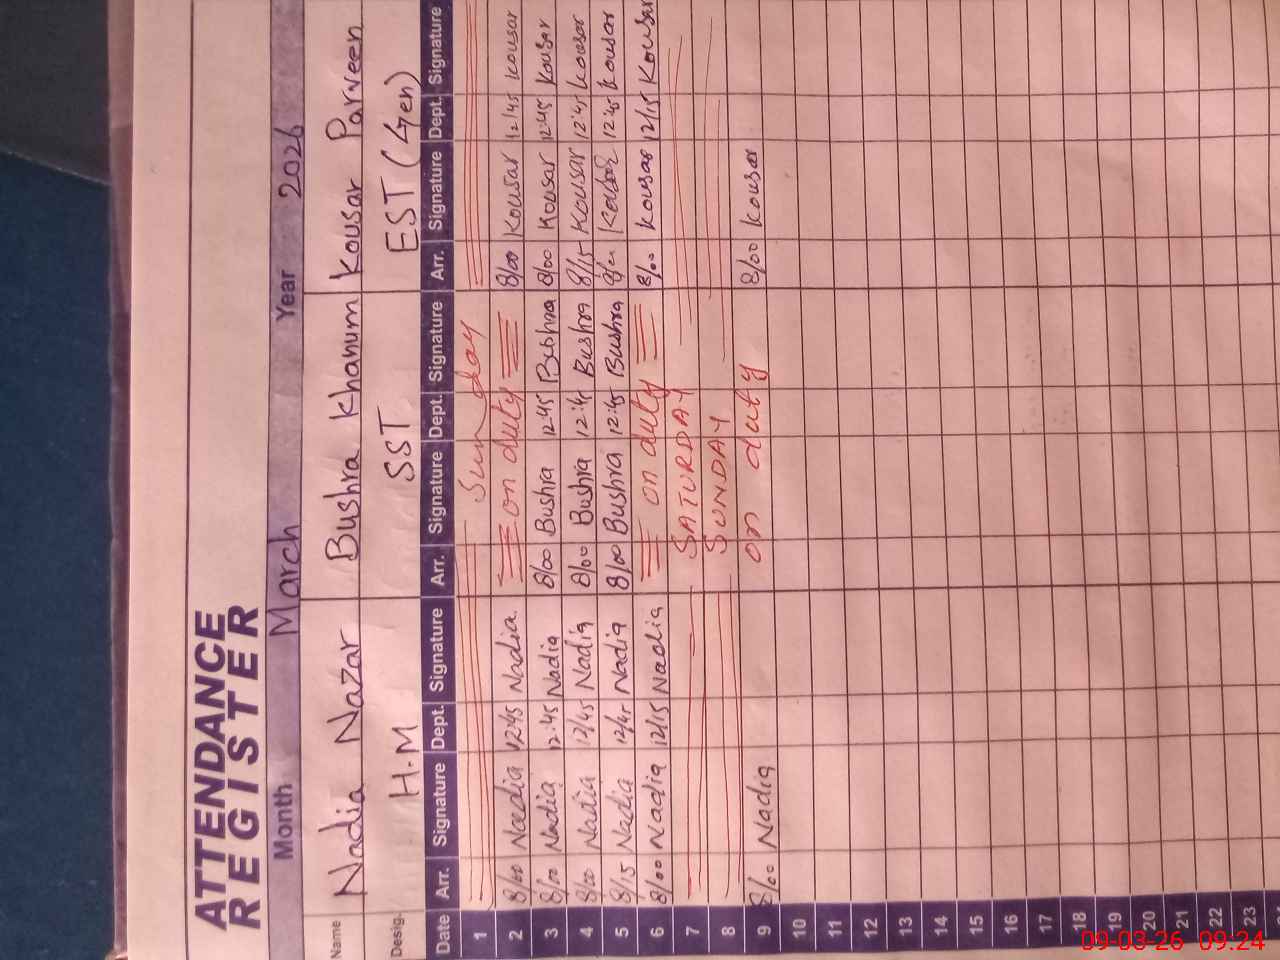 ATTENDANCE
REGISTER
Month March Year 2026
Name Nadia Nazar Bushra Khanum Kousar Parveen
Desig. H.M SST EST (Gen)
Date Arr. Signature Dept. Signature Arr. Signature Dept. Signature Arr. Signature Dept. Signature
1 Sunday
2 8/00 Naedia 12:45 Nadia. on duty 8/00 Kousar 12/45 Kousar
3 8/00 Nadia 12:45 Nadia 8/00 Bushra 12:45 Bushra 8/00 Kousar 12:45 Kousar
4 8/00 Nadia 12/45 Nadia 8/00 Bushra 12:45 Bushra 8/15 Kousar 12:45 Kousar
5 8/15 Nadia 12/45 Nadia 8/00 Bushra 12:45 Bushra Kousar 12:45 Kousar
6 8/00 Nadia 12/15 Nadia on duty 8/00 Kousar 12/15 Kousar
7 SATURDAY
8 SUNDAY
9 8/00 Nadia on duty 8/00 Kousar
10
11
12
13
14
15
16
17
18
19
20
21
22
23
09-03-26 09:24